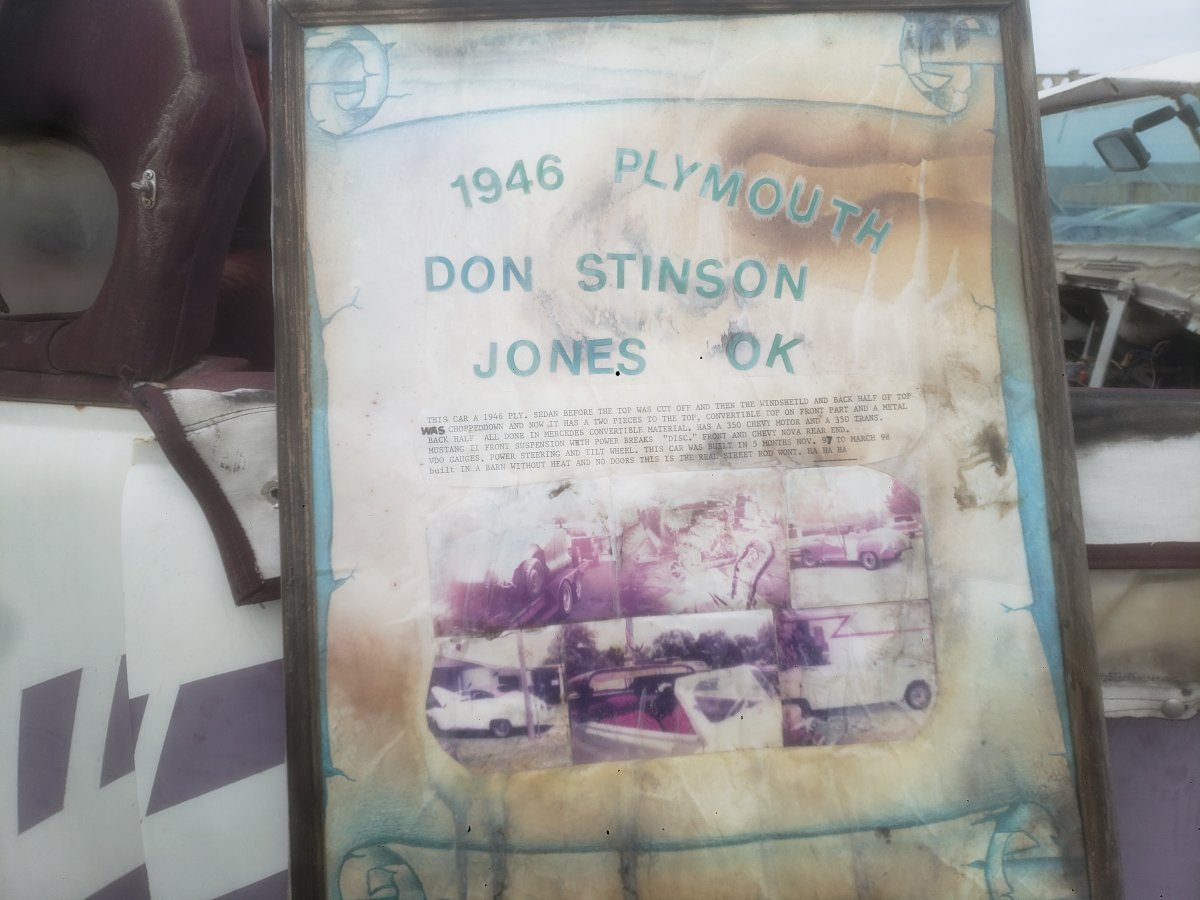 1946 PLYMOUTH
DON STINSON
JONES OK
THIS CAR A 1946 PLY. SEDAN BEFORE THE TOP WAS CUT OFF AND THEN THE WINDSHEILD AND BACK HALF OF TOP
WAS CHOPPEDDOWN AND NOW IT HAS A TWO PIECES TO THE TOP, CONVERTIBLE TOP ON FRONT PART AND A METAL
BACK HALF ALL DONE IN MERCEDES CONVERTIBLE MATERIAL. HAS A 350 CHEVY MOTOR AND A 350 TRANS.
MUSTANG II FRONT SUSPENSION WITH POWER BREAKS "DISC." FRONT AND CHEVY NOVA REAR END.
VDO GAUGES, POWER STEERING AND TILT WHEEL. THIS CAR WAS BUILT IN 5 MONTHS NOV. 97 TO MARCH 98
built IN A BARN WITHOUT HEAT AND NO DOORS THIS IS THE REAL STREET ROD WONT. HA HA HA